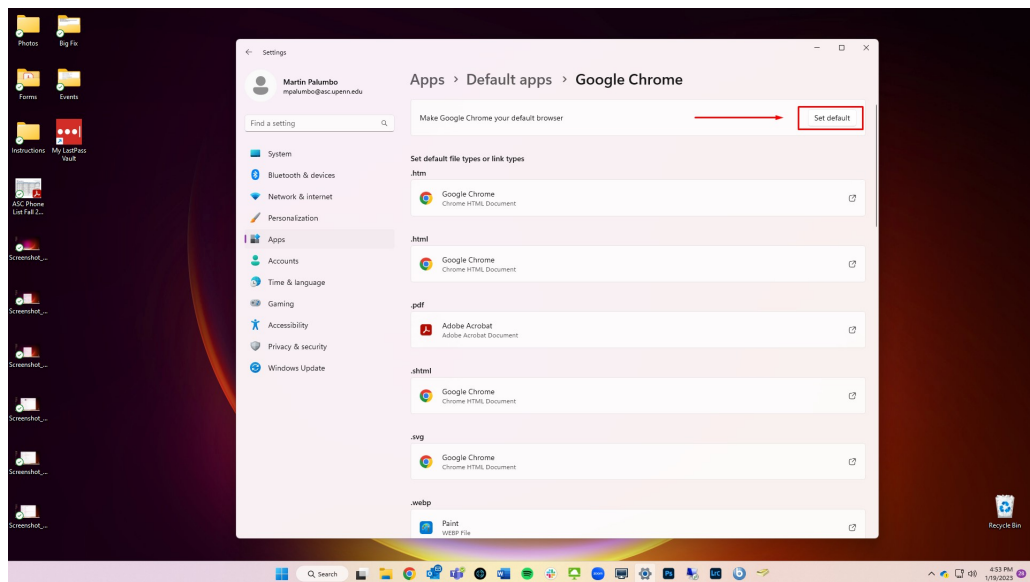 Photos
Big Fix
Forms
Events
Instructions
My LastPass
Vault
ASC Phone
List Fall 2...
Screenshot_...
Screenshot_...
Screenshot_...
Screenshot_...
Screenshot_...
Screenshot_...
Settings
Martin Palumbo
mpalumbo@asc.upenn.edu
Find a setting
System
Bluetooth & devices
Network & internet
Personalization
Apps
Accounts
Time & language
Gaming
Accessibility
Privacy & security
Windows Update
Apps > Default apps > Google Chrome
Make Google Chrome your default browser
Set default
Set default file types or link types
.htm
Google Chrome
Chrome HTML Document
.html
Google Chrome
Chrome HTML Document
.pdf
Adobe Acrobat
Adobe Acrobat Document
.shtml
Google Chrome
Chrome HTML Document
.svg
Google Chrome
Chrome HTML Document
.webp
Paint
WEBP File
Recycle Bin
Search
Ps
LrC
4:53 PM
1/19/2023